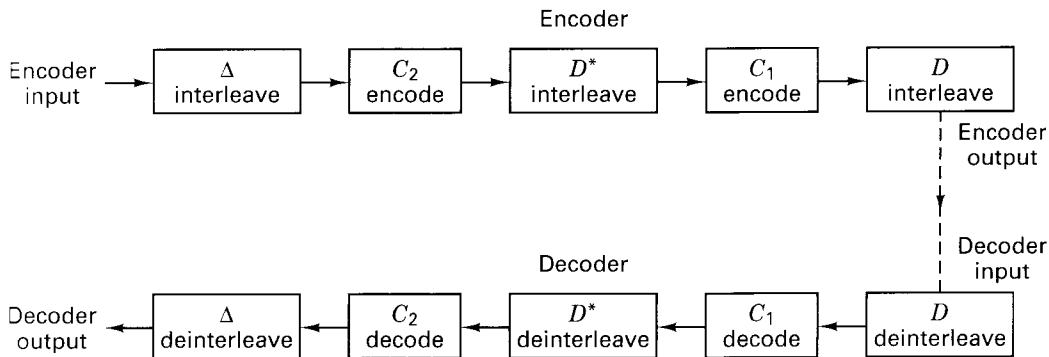 Encoder
Encoder
input
Δ
interleave
C₂
encode
D*
interleave
C₁
encode
D
interleave
Encoder
output
Decoder
input
Decoder
Decoder
output
Δ
deinterleave
C₂
decode
D*
deinterleave
C₁
decode
D
deinterleave